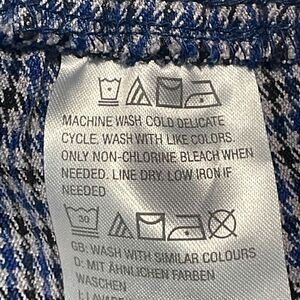 MACHINE WASH COLD DELICATE
CYCLE. WASH WITH LIKE COLORS.
ONLY NON-CHLORINE BLEACH WHEN
NEEDED. LINE DRY. LOW IRON IF
NEEDED
30
GB: WASH WITH SIMILAR COLOURS
D: MIT ÄHNLICHEN FARBEN
WASCHEN